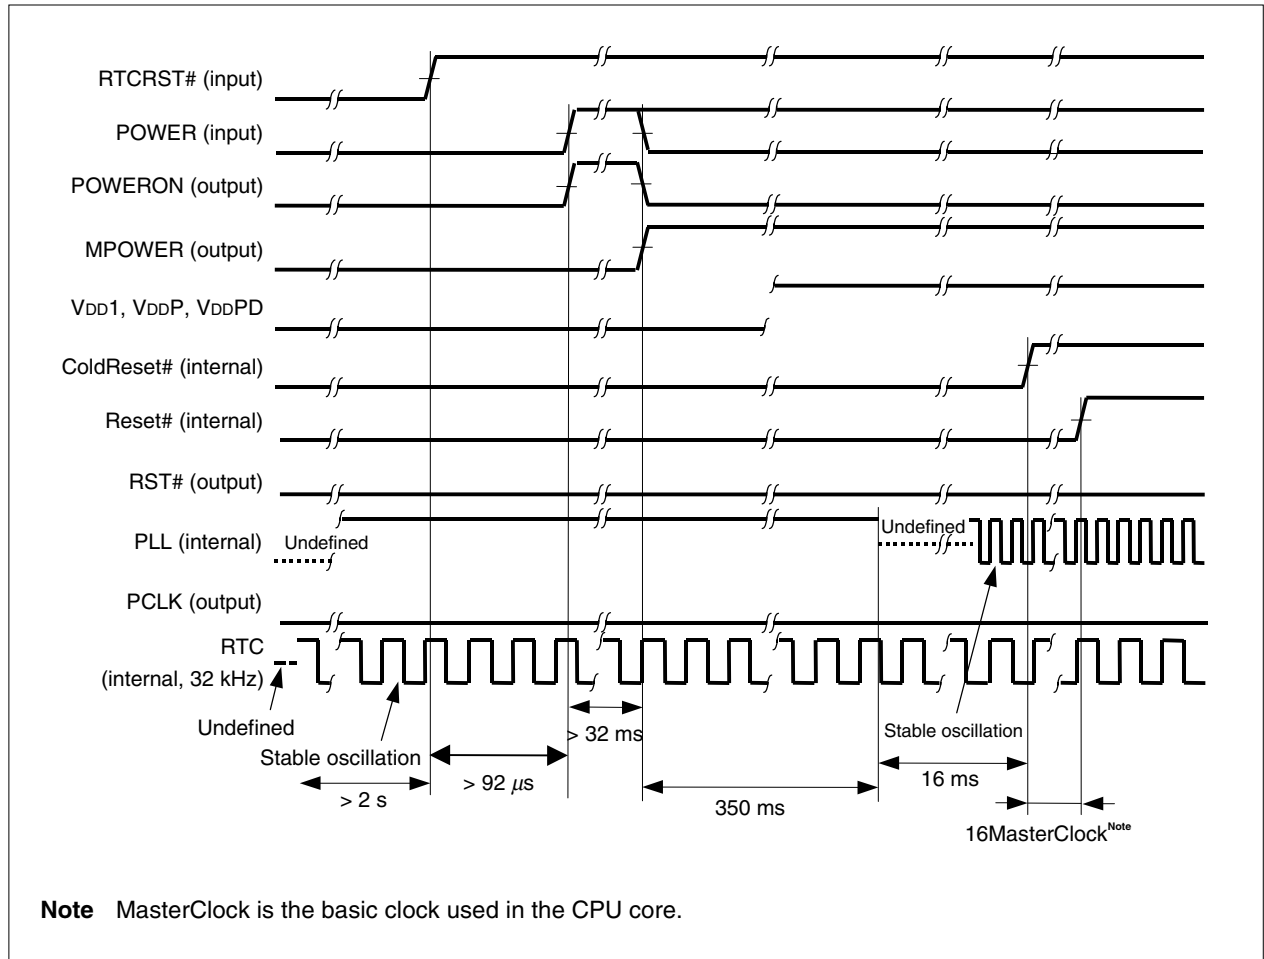 RTCRST# (input)
POWER (input)
POWERON (output)
MPOWER (output)
VDD1, VDDP, VDDPD
ColdReset# (internal)
Reset# (internal)
RST# (output)
PLL (internal)
Undefined
Undefined
PCLK (output)
RTC
(internal, 32 kHz)
Undefined
Stable oscillation
Stable oscillation
> 2 s
> 92 μs
> 32 ms
350 ms
16 ms
16MasterClock Note
Note MasterClock is the basic clock used in the CPU core.